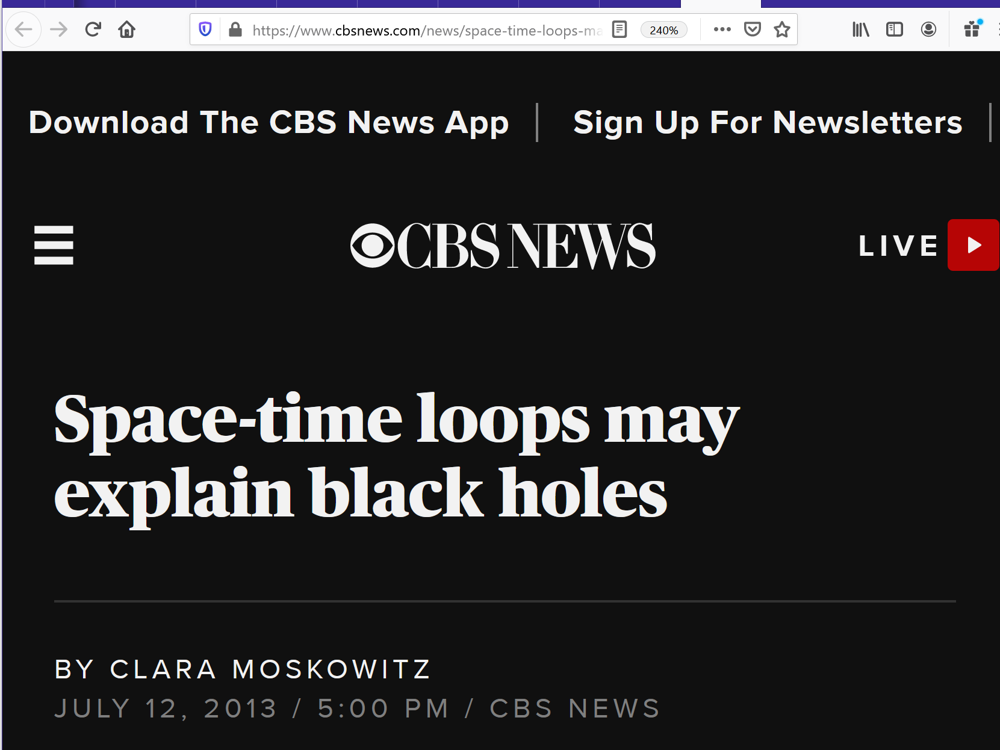 https://www.cbsnews.com/news/space-time-loops-ma
240%
Download The CBS News App
Sign Up For Newsletters
CBS NEWS
LIVE
Space-time loops may
explain black holes
BY CLARA MOSKOWITZ
JULY 12, 2013 / 5:00 PM / CBS NEWS